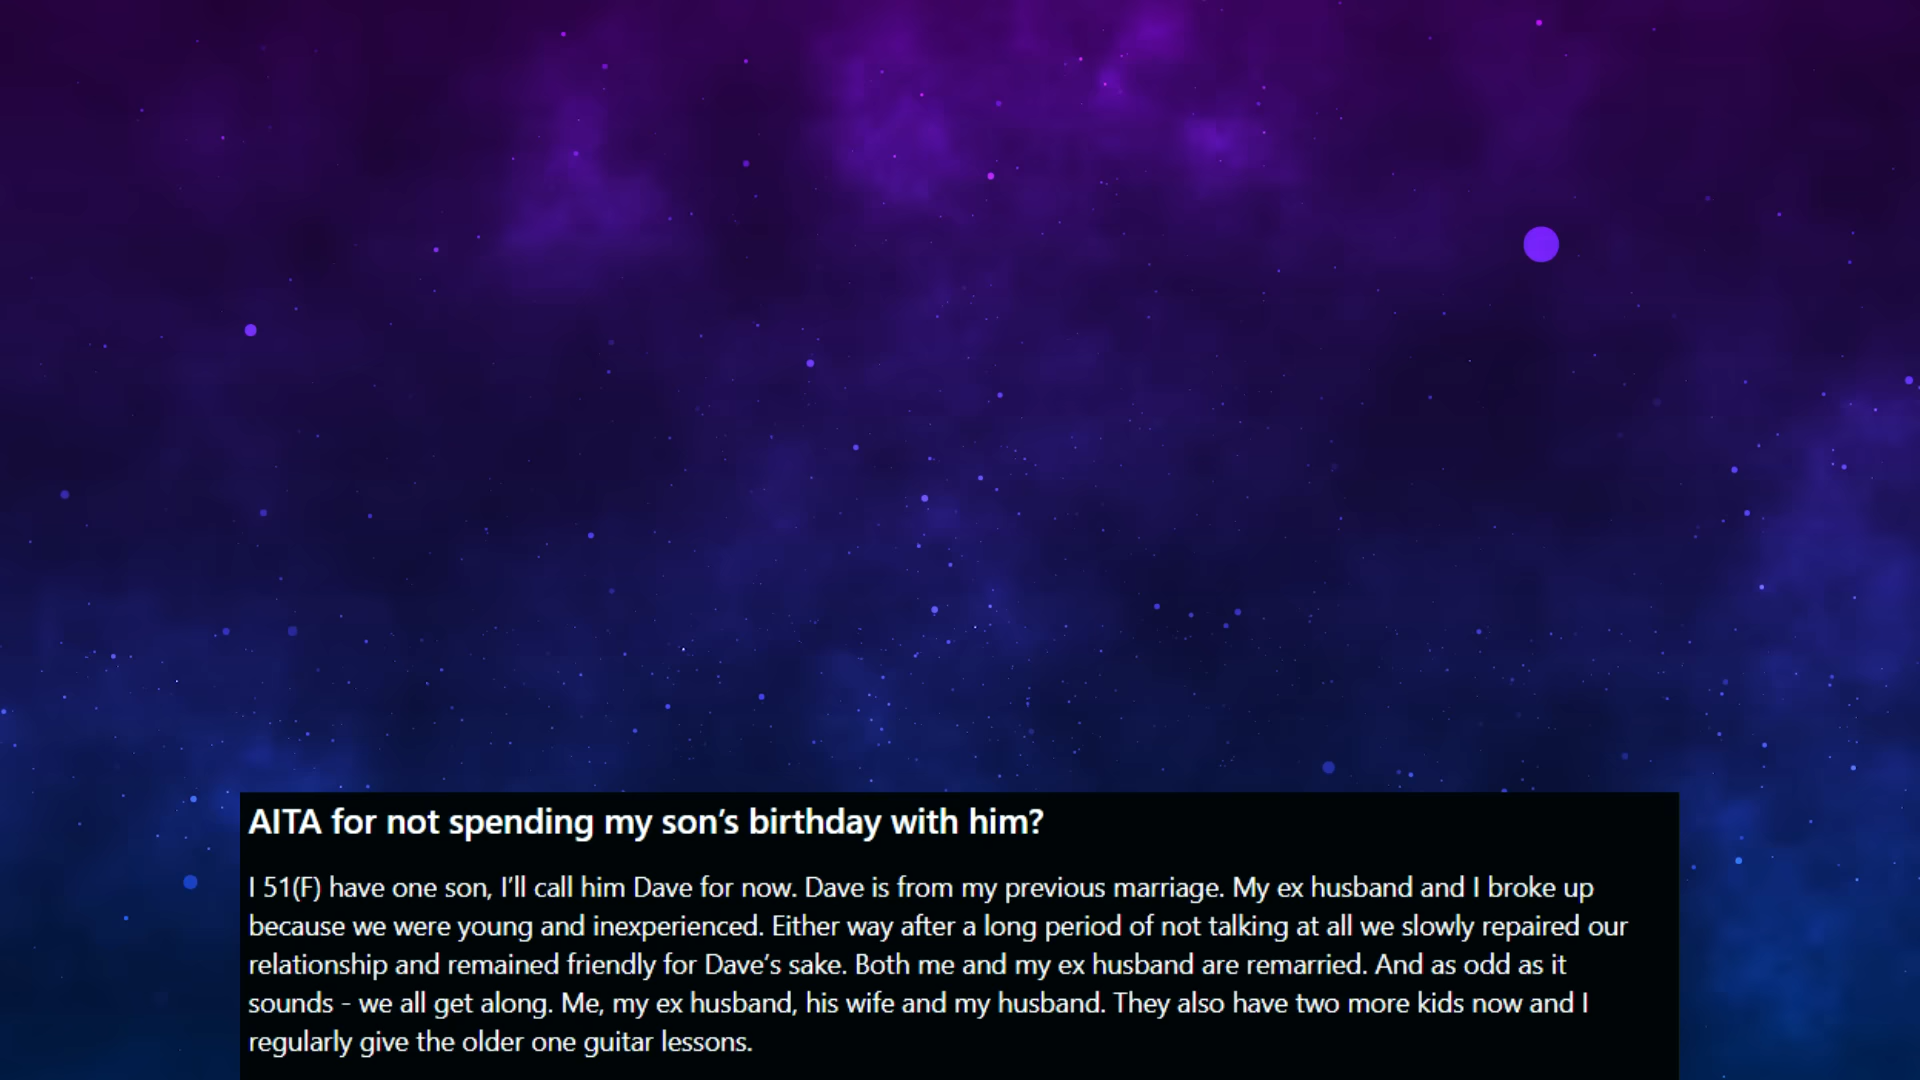 AITA for not spending my son’s birthday with him?
I 51(F) have one son, I’ll call him Dave for now. Dave is from my previous marriage. My ex husband and I broke up
because we were young and inexperienced. Either way after a long period of not talking at all we slowly repaired our
relationship and remained friendly for Dave’s sake. Both me and my ex husband are remarried. And as odd as it
sounds - we all get along. Me, my ex husband, his wife and my husband. They also have two more kids now and I
regularly give the older one guitar lessons.